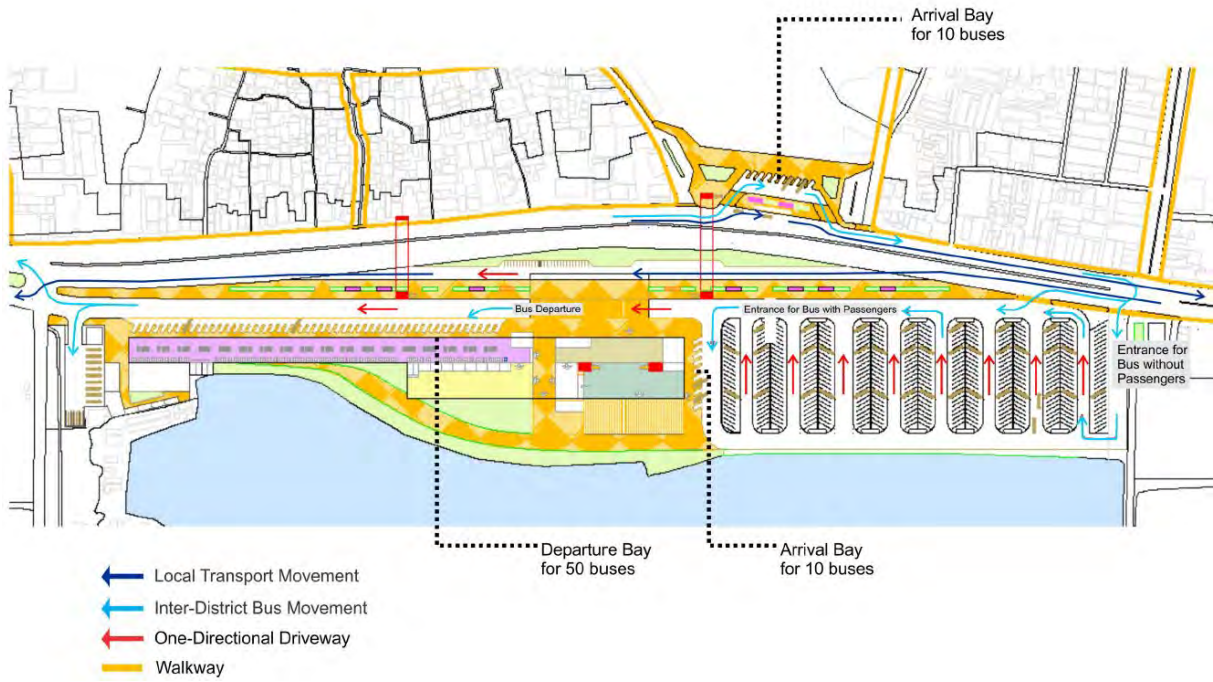 Arrival Bay
for 10 buses
Bus Departure
Entrance for Bus with Passengers
Entrance for
Bus without
Passengers
Departure Bay
for 50 buses
Arrival Bay
for 10 buses
Local Transport Movement
Inter-District Bus Movement
One-Directional Driveway
Walkway